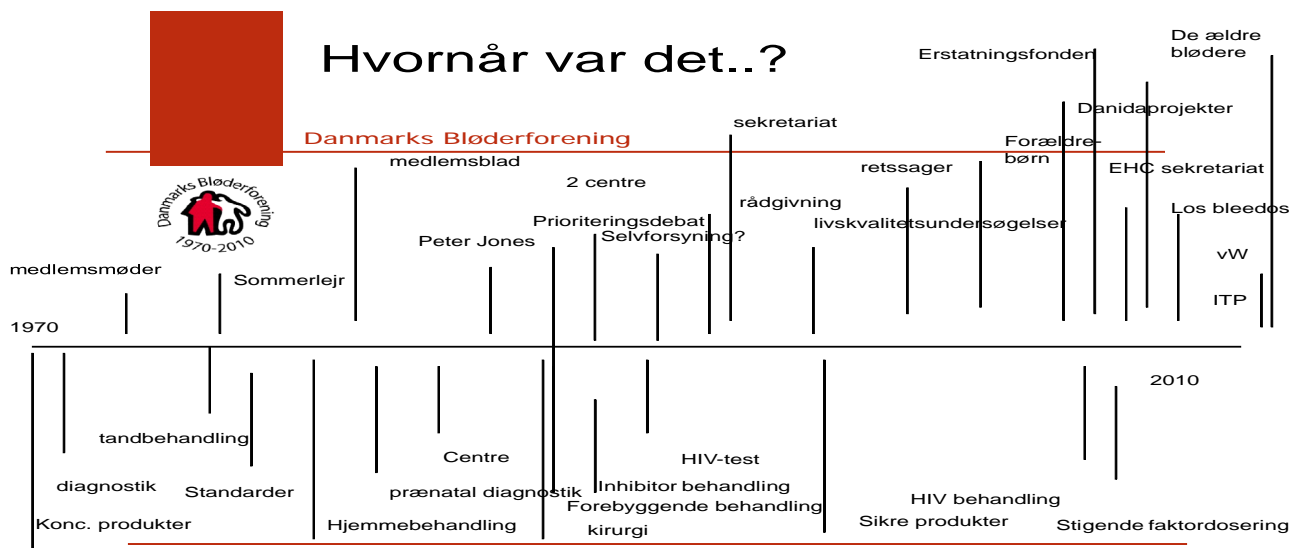 Hvornår var det..?
Danmarks Bløderforening
Danmarks Bløderforening
1970-2010
Erstatningsfonden
De ældre
blødere
Danidaprojekter
sekretariat
medlemsblad
Forældre-
børn
retssager
EHC sekretariat
2 centre
rådgivning
Los bleedos
Prioriteringsdebat
livskvalitetsundersøgelser
Peter Jones
Selvforsyning?
vW
medlemsmøder
Sommerlejr
ITP
1970
2010
tandbehandling
Centre
HIV-test
diagnostik
Standarder
prænatal diagnostik
Inhibitor behandling
HIV behandling
Forebyggende behandling
Konc. produkter
Hjemmebehandling
kirurgi
Sikre produkter
Stigende faktordosering